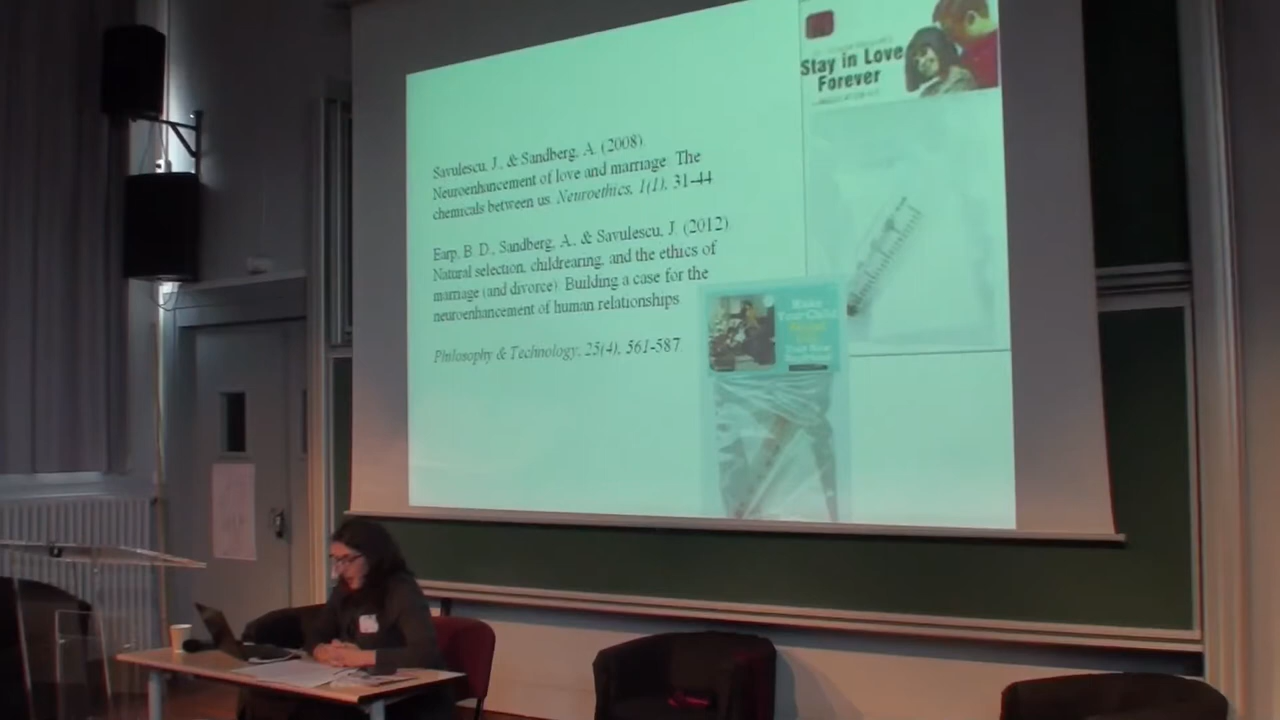 Savulescu, J., & Sandberg, A. (2008).
Neuroenhancement of love and marriage. The
chemicals between us. Neuroethics, 1(1), 31-44
Earp, B. D., Sandberg, A., & Savulescu, J. (2012).
Natural selection, childrearing, and the ethics of
marriage (and divorce). Building a case for the
neuroenhancement of human relationships.
Philosophy & Technology, 25(4), 561-587.
Stay in Love
Forever
Make
Your Child